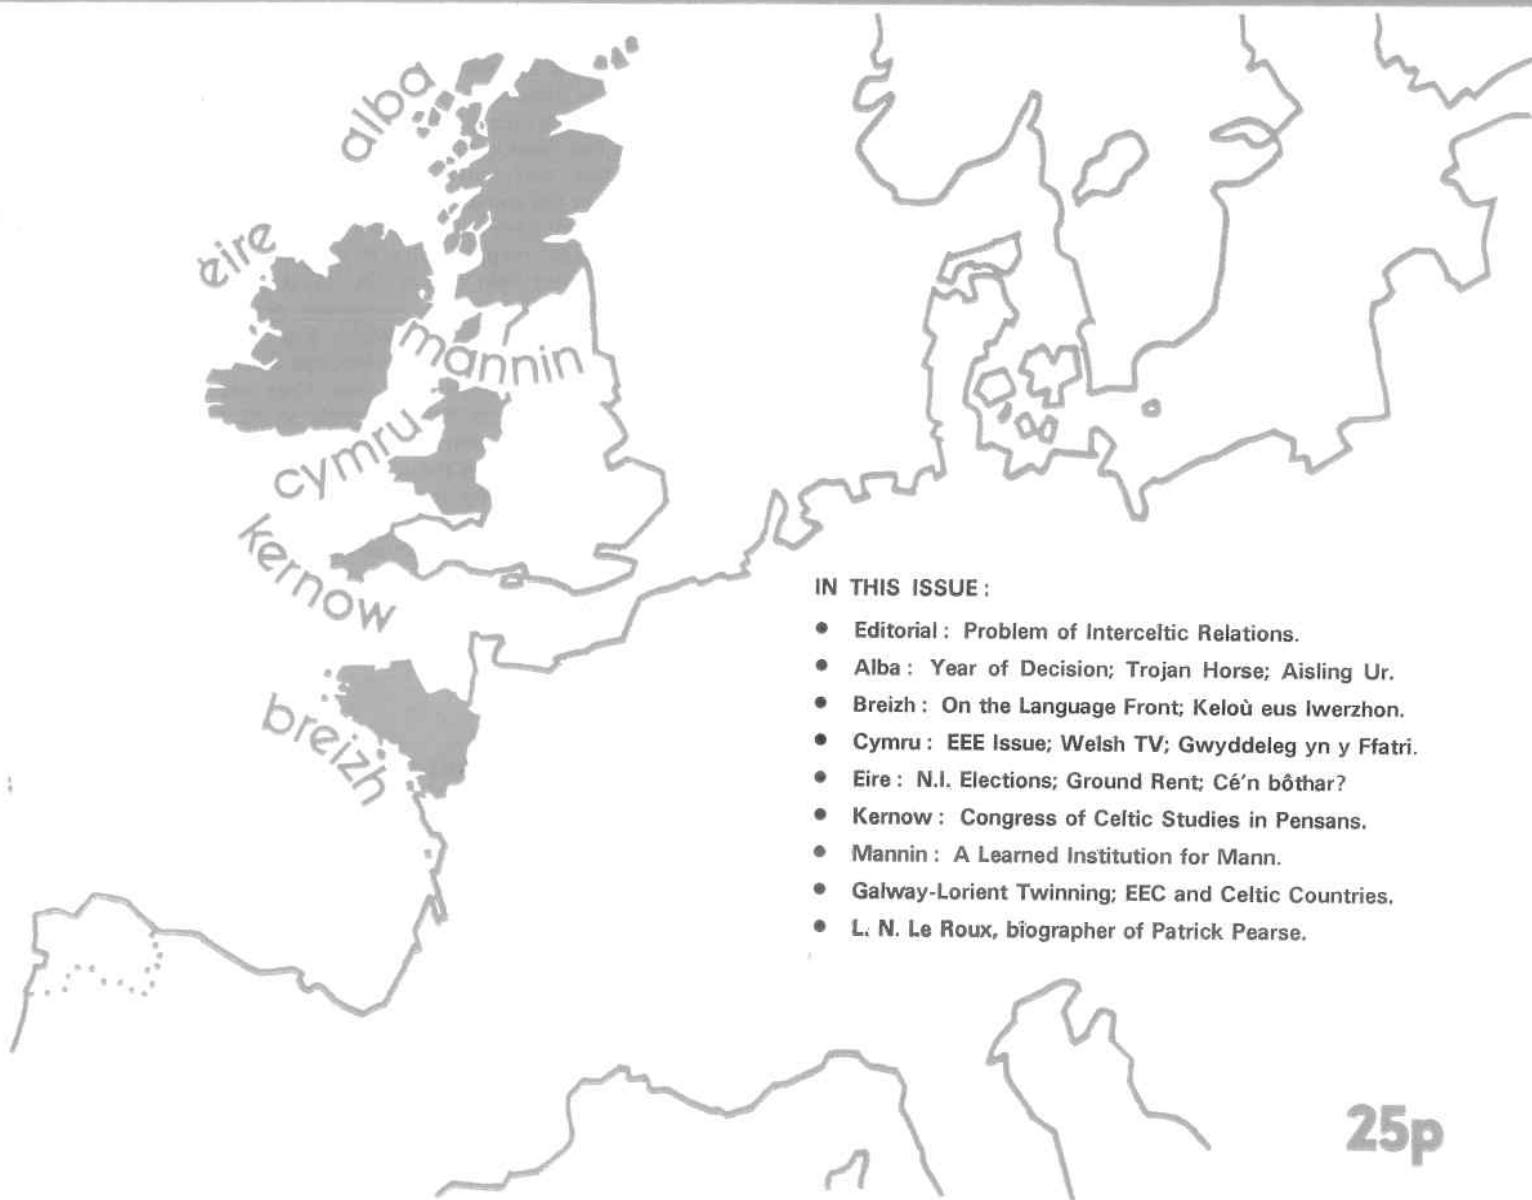 alba
éire
mannin
cymru
kernow
breizh
IN THIS ISSUE :
• Editorial : Problem of Interceltic Relations.
• Alba : Year of Decision; Trojan Horse; Aisling Ur.
• Breizh : On the Language Front; Keloù eus Iwerzhon.
• Cymru : EEE Issue; Welsh TV; Gwyddeleg yn y Ffatri.
• Eire : N.I. Elections; Ground Rent; Cé'n bôthar?
• Kernow : Congress of Celtic Studies in Pensans.
• Mannin : A Learned Institution for Mann.
• Galway-Lorient Twinning; EEC and Celtic Countries.
• L. N. Le Roux, biographer of Patrick Pearse.
25p